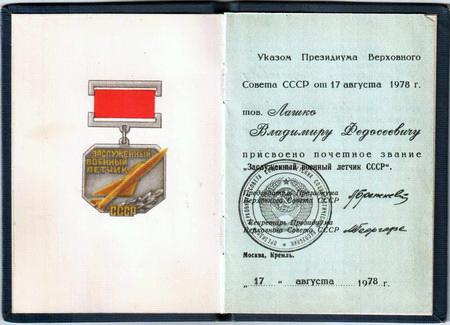 ЗАСЛУЖЕННЫЙ
ВОЕННЫЙ
ЛЕТЧИК
СССР
Указом Президиума Верховного
Совета СССР от 17 августа 1978 г.
тов. Лашко
Владимиру Федосеевичу
присвоено почетное звание
„Заслуженный военный летчик СССР".
Председатель Президиума
Верховного Совета СССР
Секретарь Президиума
Верховного Совета СССР
Москва, Кремль.
„17 " августа 1978 г.